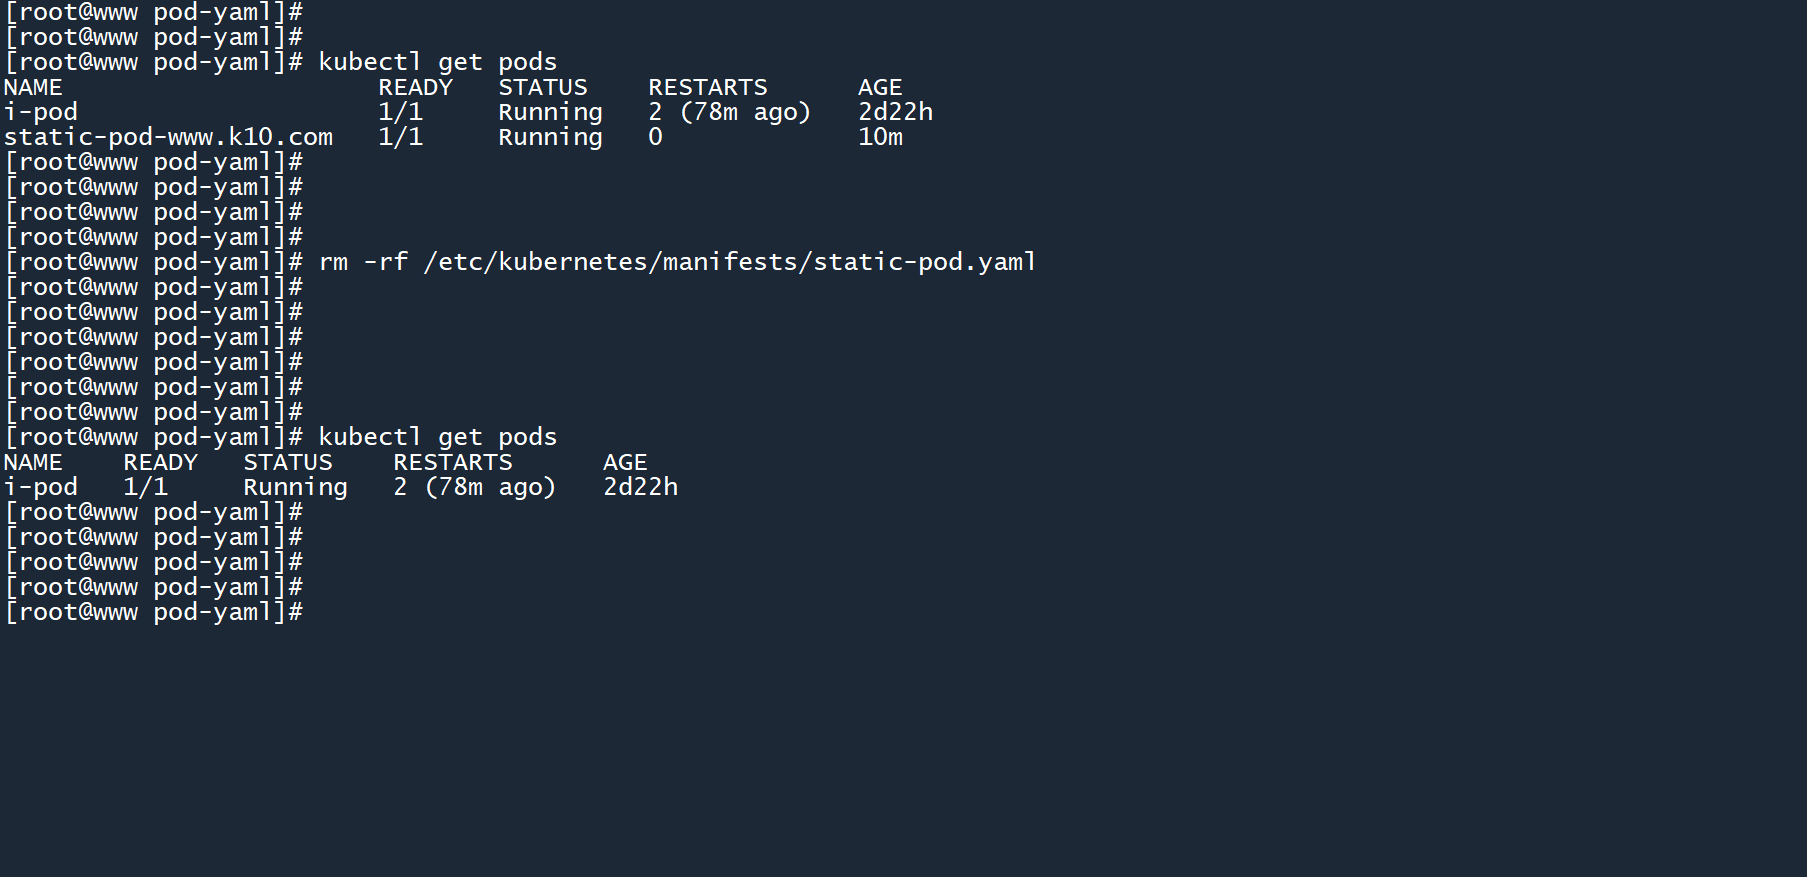 [root@www pod-yaml]#
[root@www pod-yaml]#
[root@www pod-yaml]# kubectl get pods
NAME                     READY   STATUS    RESTARTS      AGE
i-pod                    1/1     Running   2 (78m ago)   2d22h
static-pod-www.k10.com   1/1     Running   0             10m
[root@www pod-yaml]#
[root@www pod-yaml]#
[root@www pod-yaml]#
[root@www pod-yaml]#
[root@www pod-yaml]# rm -rf /etc/kubernetes/manifests/static-pod.yaml
[root@www pod-yaml]#
[root@www pod-yaml]#
[root@www pod-yaml]#
[root@www pod-yaml]#
[root@www pod-yaml]#
[root@www pod-yaml]#
[root@www pod-yaml]# kubectl get pods
NAME    READY   STATUS    RESTARTS      AGE
i-pod   1/1     Running   2 (78m ago)   2d22h
[root@www pod-yaml]#
[root@www pod-yaml]#
[root@www pod-yaml]#
[root@www pod-yaml]#
[root@www pod-yaml]#